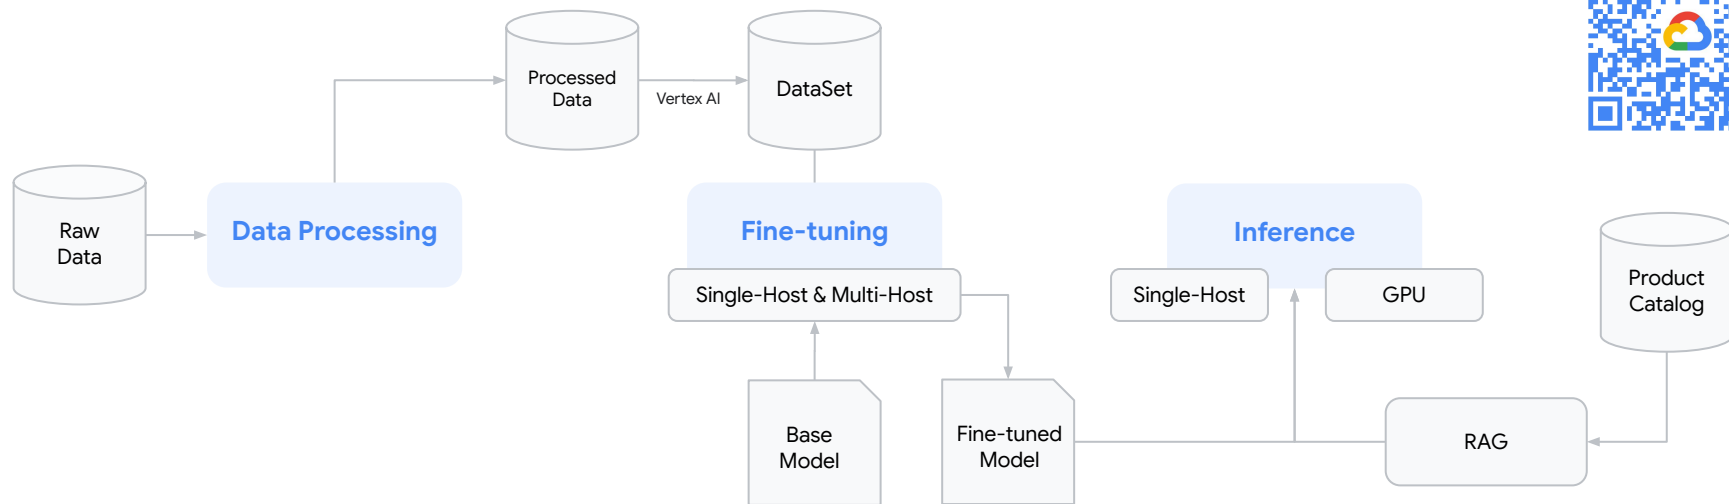 Processed
Data
Vertex AI
DataSet
Raw
Data
Data Processing
Fine-tuning
Single-Host & Multi-Host
Inference
Single-Host
GPU
Product
Catalog
Base
Model
Fine-tuned
Model
RAG